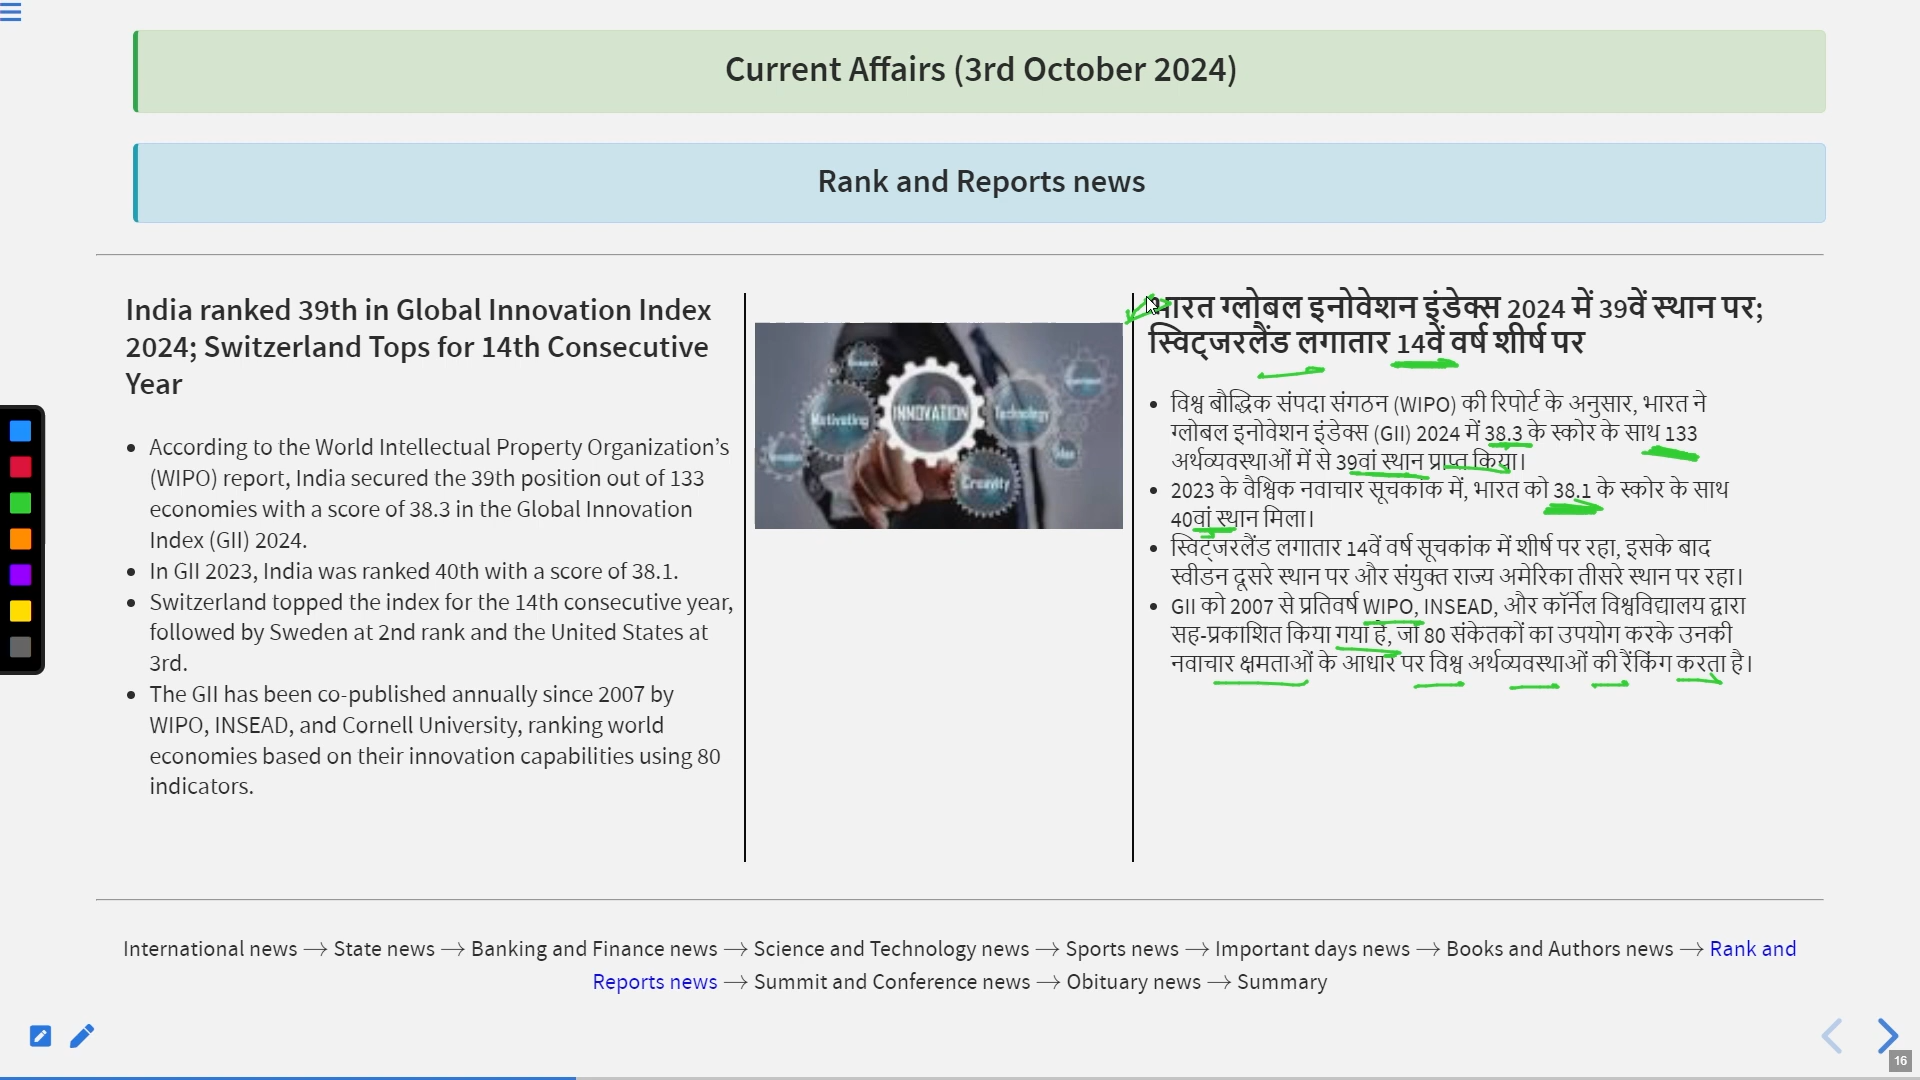 Current Affairs (3rd October 2024)
Rank and Reports news
India ranked 39th in Global Innovation Index
2024; Switzerland Tops for 14th Consecutive
Year
• According to the World Intellectual Property Organization’s
(WIPO) report, India secured the 39th position out of 133
economies with a score of 38.3 in the Global Innovation
Index (GII) 2024.
• In GII 2023, India was ranked 40th with a score of 38.1.
• Switzerland topped the index for the 14th consecutive year,
followed by Sweden at 2nd rank and the United States at
3rd.
• The GII has been co-published annually since 2007 by
WIPO, INSEAD, and Cornell University, ranking world
economies based on their innovation capabilities using 80
indicators.
Motivating
INNOVATION
Technology
Creativity
Idea
भारत ग्लोबल इनोवेशन इंडेक्स 2024 में 39वें स्थान पर;
स्विट्जरलैंड लगातार 14वें वर्ष शीर्ष पर
• विश्व बौद्धिक संपदा संगठन (WIPO) की रिपोर्ट के अनुसार, भारत ने
ग्लोबल इनोवेशन इंडेक्स (GII) 2024 में 38.3 के स्कोर के साथ 133
अर्थव्यवस्थाओं में से 39वां स्थान प्राप्त किया।
• 2023 के वैश्विक नवाचार सूचकांक में, भारत को 38.1 के स्कोर के साथ
40वां स्थान मिला।
• स्विट्जरलैंड लगातार 14वें वर्ष सूचकांक में शीर्ष पर रहा, इसके बाद
स्वीडन दूसरे स्थान पर और संयुक्त राज्य अमेरिका तीसरे स्थान पर रहा।
• GII को 2007 से प्रतिवर्ष WIPO, INSEAD, और कॉर्नेल विश्वविद्यालय द्वारा
सह-प्रकाशित किया गया है, जो 80 संकेतकों का उपयोग करके उनकी
नवाचार क्षमताओं के आधार पर विश्व अर्थव्यवस्थाओं की रैंकिंग करता है।
International news → State news → Banking and Finance news → Science and Technology news → Sports news → Important days news → Books and Authors news → Rank and
Reports news → Summit and Conference news → Obituary news → Summary
16